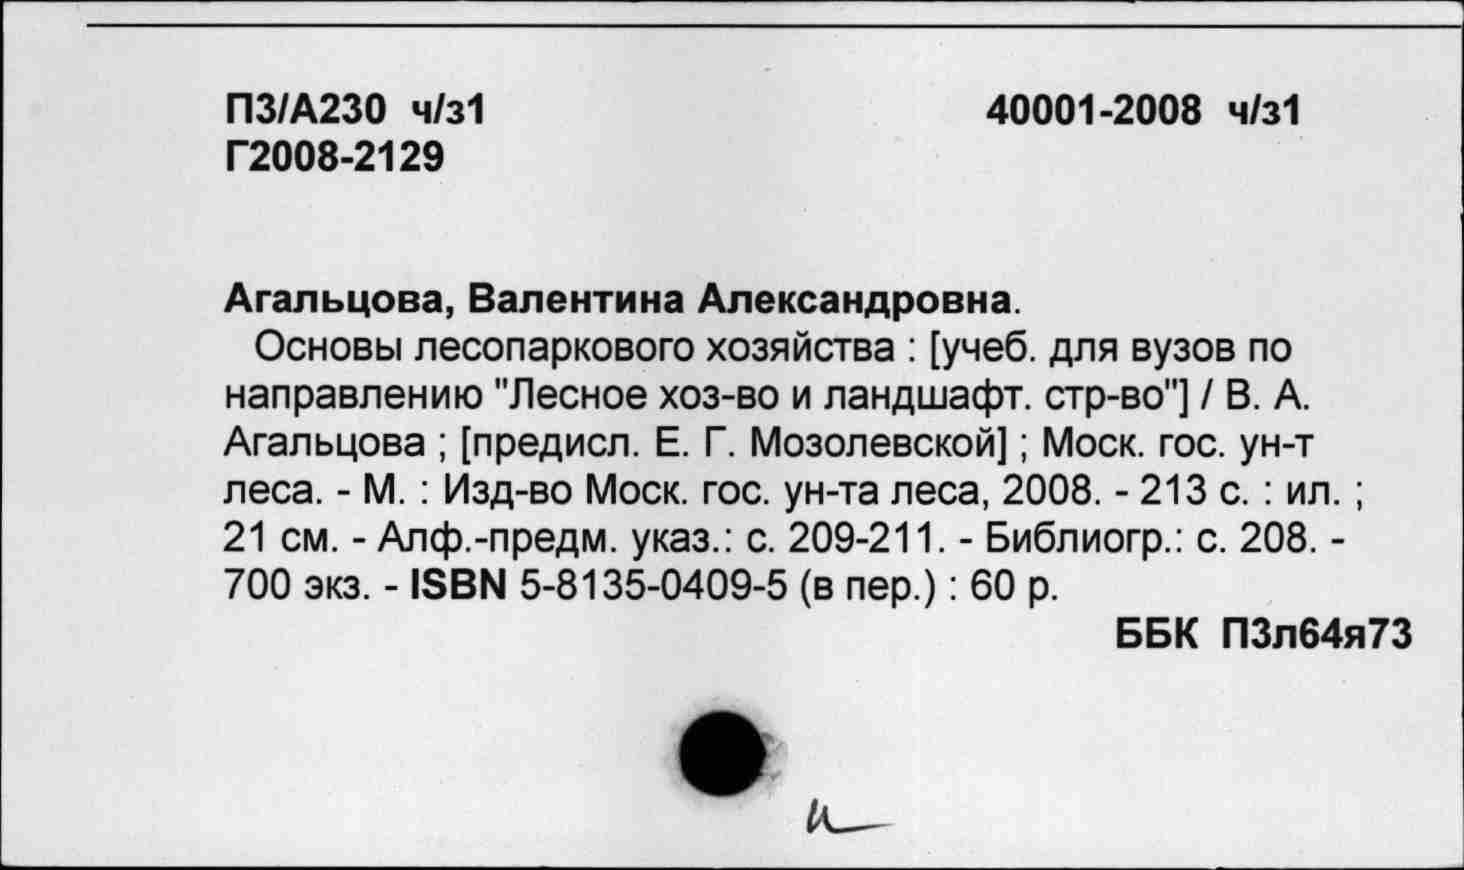 П3/А230 ч/з1 40001-2008 ч/з1
Г2008-2129
Агальцова, Валентина Александровна.
Основы лесопаркового хозяйства : [учеб. для вузов по
направлению "Лесное хоз-во и ландшафт. стр-во"] / В. А.
Агальцова ; [предисл. Е. Г. Мозолевской] ; Моск. гос. ун-т
леса. - М. : Изд-во Моск. гос. ун-та леса, 2008. - 213 с. : ил. ;
21 см. - Алф.-предм. указ.: с. 209-211. - Библиогр.: с. 208. -
700 экз. - ISBN 5-8135-0409-5 (в пер.) : 60 р.
ББК П3л64я73